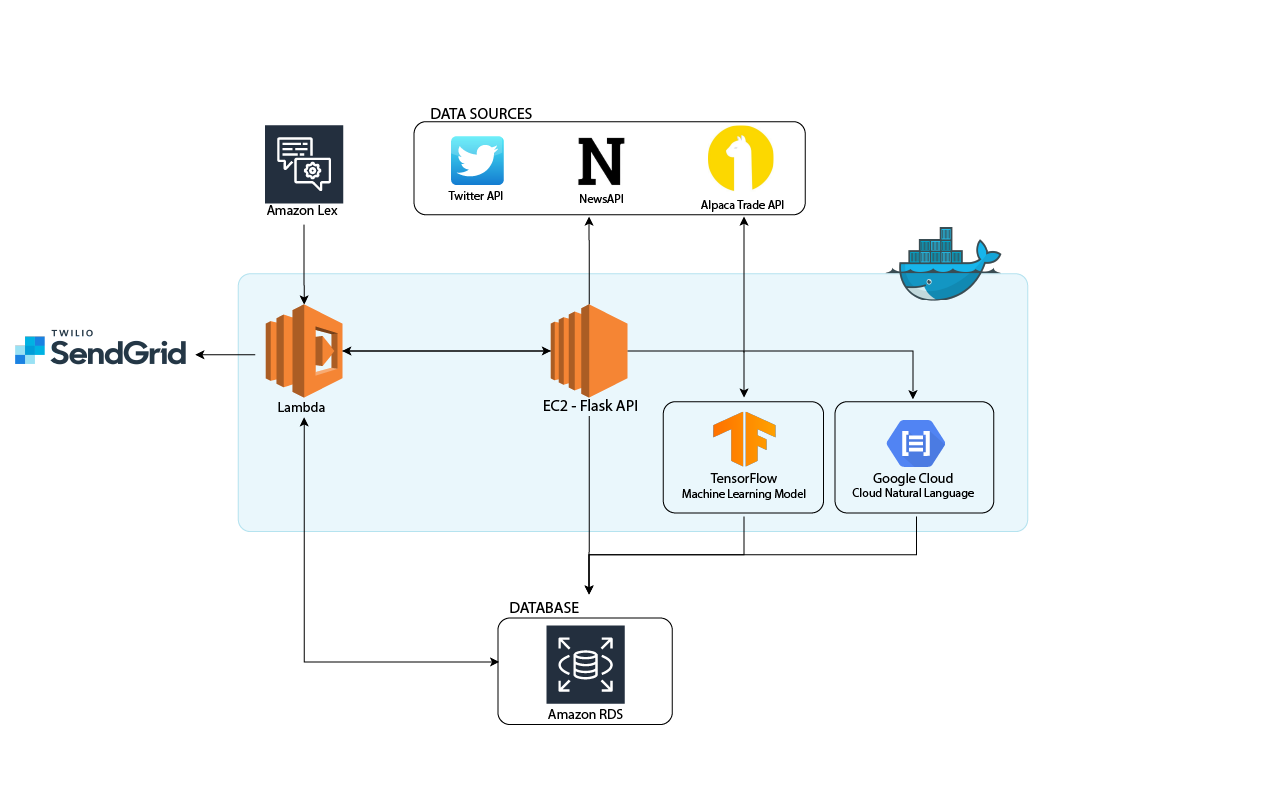 DATA SOURCES
Twitter API
NewsAPI
Alpaca Trade API
Amazon Lex
TWILIO
SendGrid
Lambda
EC2 - Flask API
TensorFlow
Machine Learning Model
Google Cloud
Cloud Natural Language
DATABASE
Amazon RDS